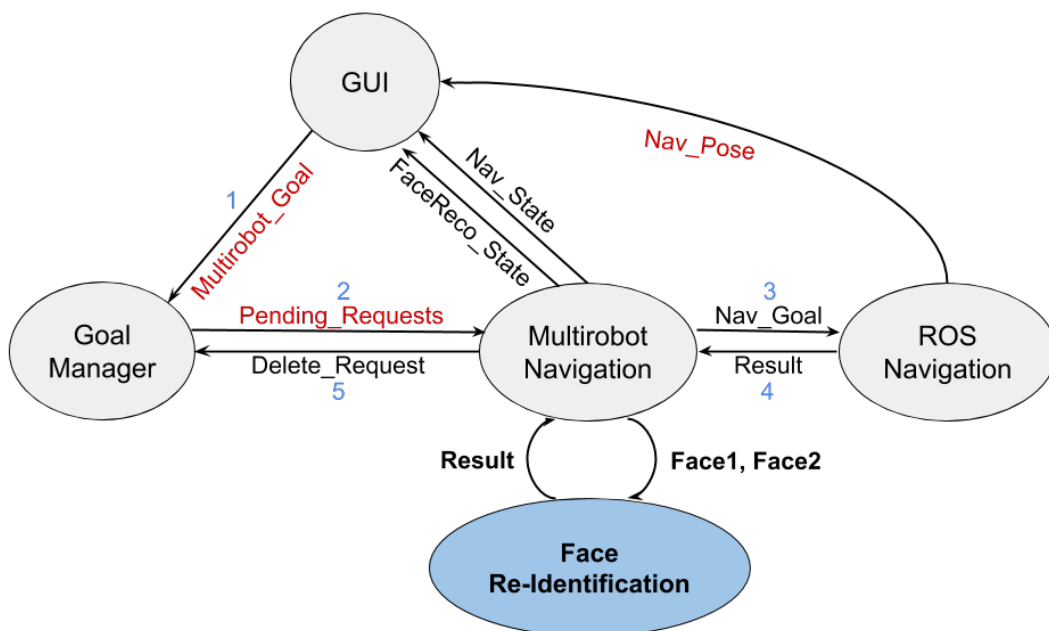 GUI
Nav_Pose
Nav_State
FaceReco_State
1
Multirobot_Goal
Goal
Manager
2
Pending_Requests
Delete_Request
5
Multirobot
Navigation
3
Nav_Goal
Result
4
ROS
Navigation
Result
Face1, Face2
Face
Re-Identification